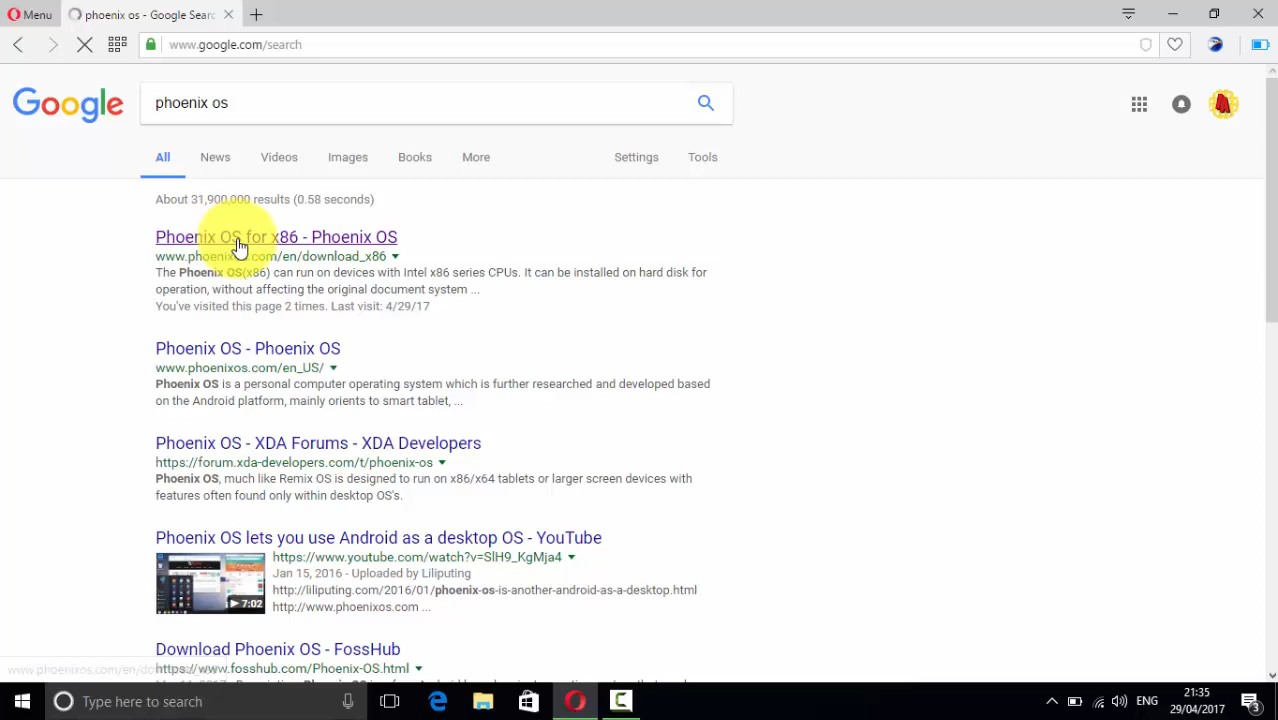 Menu
phoenix os - Google Sear
www.google.com/search
Google
phoenix os
All News Videos Images Books More Settings Tools
About 31,900,000 results (0.58 seconds)
Phoenix OS for x86 - Phoenix OS
www.phoenixos.com/en/download_x86
The Phoenix OS(x86) can run on devices with Intel x86 series CPUs. It can be installed on hard disk for
operation, without affecting the original document system ...
You've visited this page 2 times. Last visit: 4/29/17
Phoenix OS - Phoenix OS
www.phoenixos.com/en_US/
Phoenix OS is a personal computer operating system which is further researched and developed based
on the Android platform, mainly orients to smart tablet, ...
Phoenix OS - XDA Forums - XDA Developers
https://forum.xda-developers.com/t/phoenix-os
Phoenix OS, much like Remix OS is designed to run on x86/x64 tablets or larger screen devices with
features often found only within desktop OS's.
Phoenix OS lets you use Android as a desktop OS - YouTube
https://www.youtube.com/watch?v=SlH9_KgMja4
Jan 15, 2016 - Uploaded by Liliputing
http://liliputing.com/2016/01/phoenix-os-is-another-android-as-a-desktop.html
http://www.phoenixos.com ...
7:02
Download Phoenix OS - FossHub
https://www.fosshub.com/Phoenix-OS.html
Type here to search
ENG
21:35
29/04/2017
3